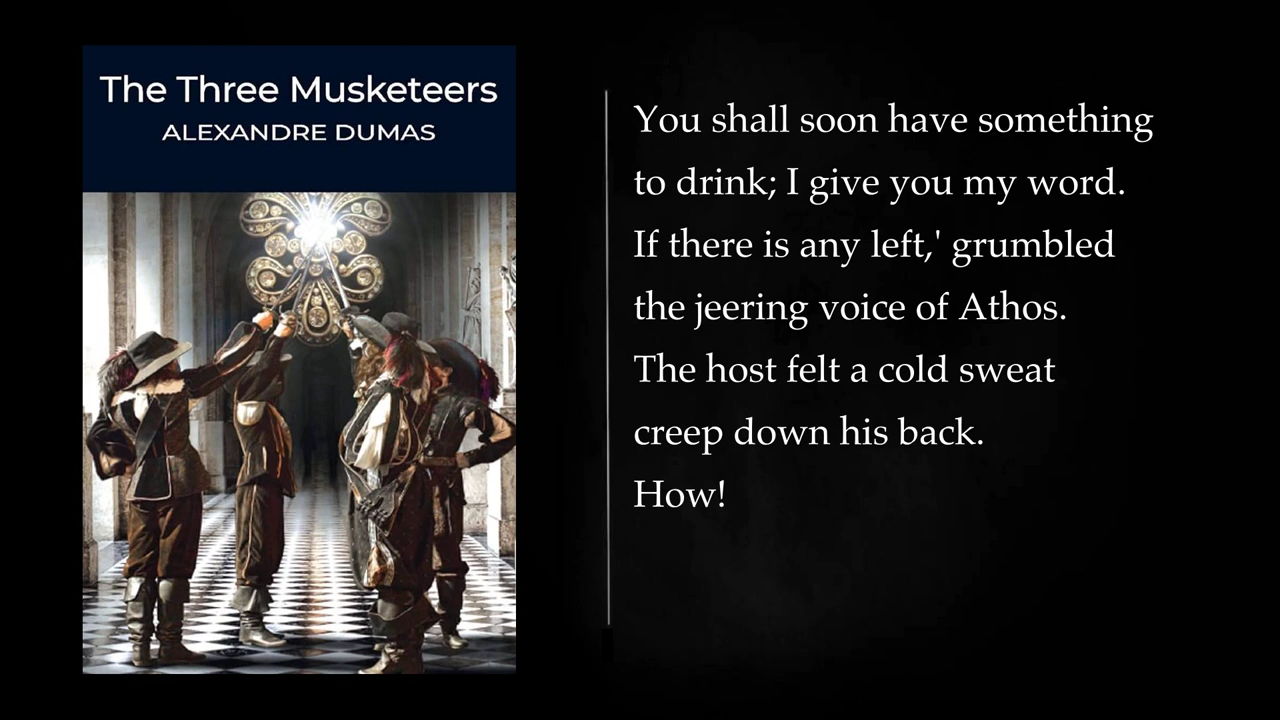 The Three Musketeers
ALEXANDRE DUMAS
You shall soon have something
to drink; I give you my word.
If there is any left,' grumbled
the jeering voice of Athos.
The host felt a cold sweat
creep down his back.
How!